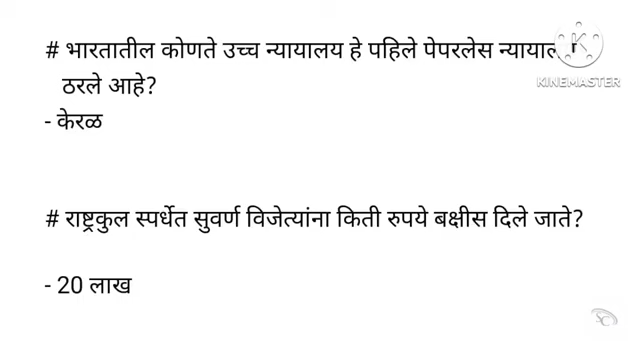 # भारतातील कोणते उच्च न्यायालय हे पहिले पेपरलेस
ठरले आहे?
- केरळ
# राष्ट्रकुल स्पर्धेत सुवर्ण विजेत्यांना किती रुपये बक्षीस दिले जाते?
- 20 लाख
K
KINEMASTER